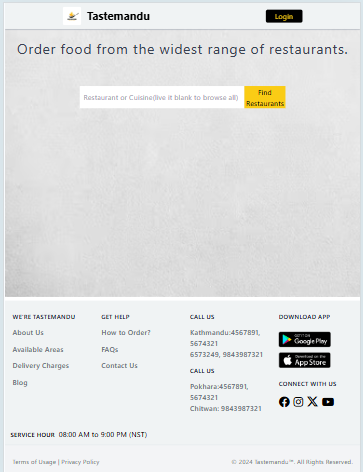 Tastemandu
Login
Order food from the widest range of restaurants.
Restaurant or Cuisine(live it blank to browse all)
Find
Restaurants
WE'RE TASTEMANDU
About Us
Available Areas
Delivery Charges
Blog
GET HELP
How to Order?
FAQs
Contact Us
CALL US
Kathmandu:4567891,
5674321
6573249, 9843987321
CALL US
Pokhara:4567891,
5674321
Chitwan: 9843987321
DOWNLOAD APP
GET IT ON
Google Play
Download on the
App Store
CONNECT WITH US
SERVICE HOUR 08:00 AM to 9:00 PM (NST)
Terms of Usage | Privacy Policy
© 2024 Tastemandu™. All Rights Reserved.